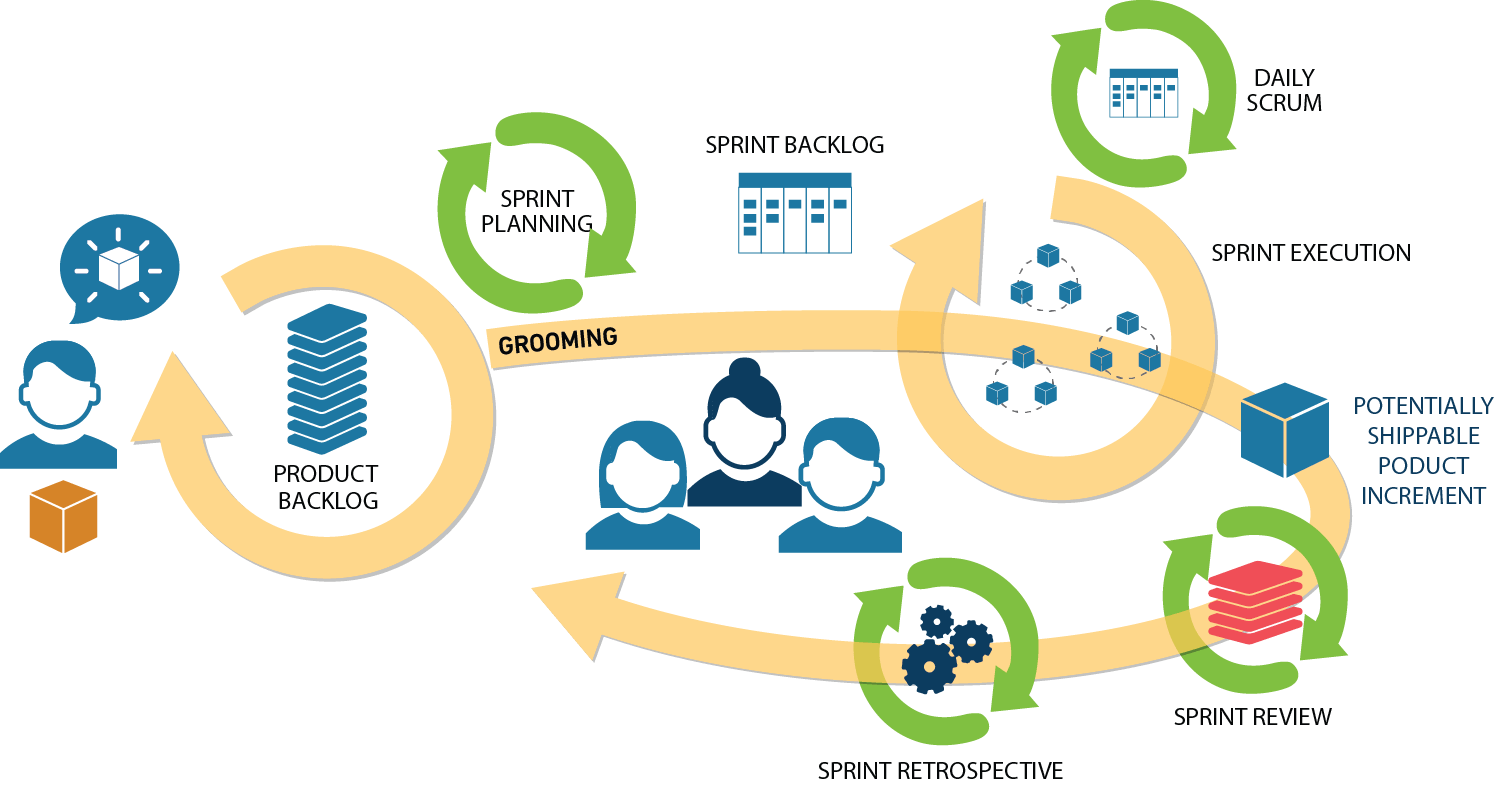 DAILY
SCRUM
SPRINT BACKLOG
SPRINT
PLANNING
SPRINT EXECUTION
GROOMING
POTENTIALLY
SHIPPABLE
PODUCT
INCREMENT
PRODUCT
BACKLOG
SPRINT REVIEW
SPRINT RETROSPECTIVE